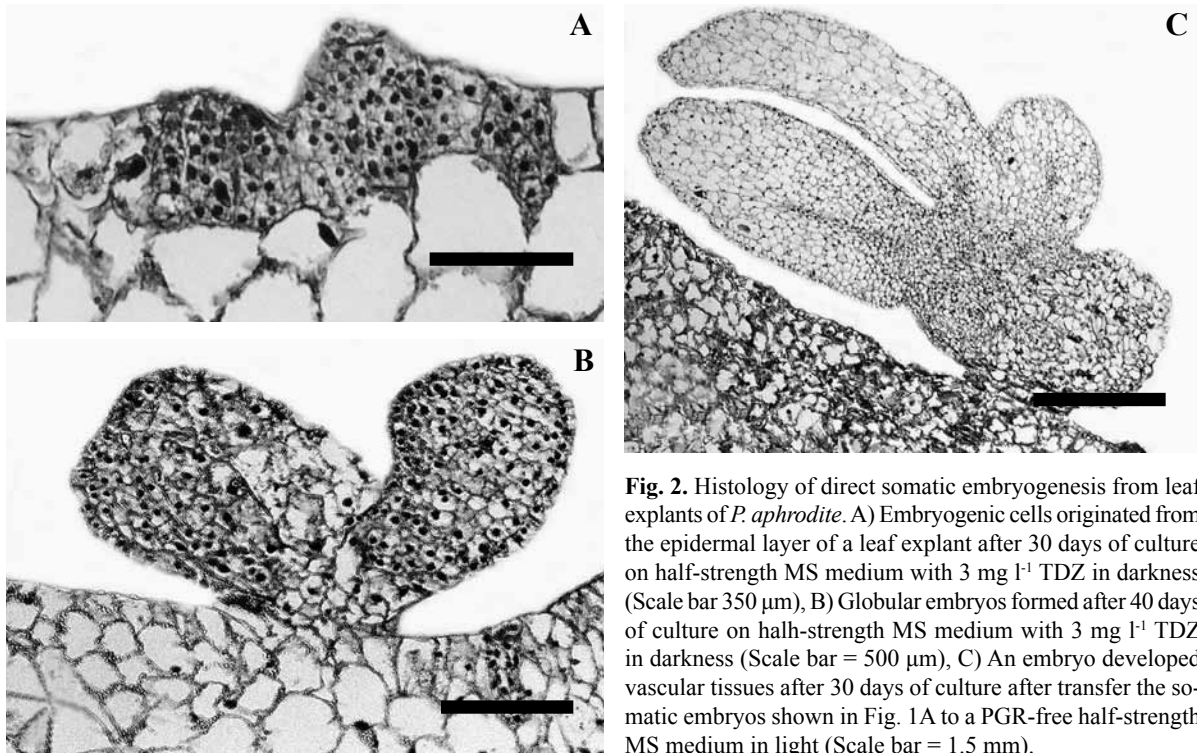 A
B
C
Fig. 2. Histology of direct somatic embryogenesis from leaf
explants of P. aphrodite. A) Embryogenic cells originated from
the epidermal layer of a leaf explant after 30 days of culture
on half-strength MS medium with 3 mg l-1 TDZ in darkness
(Scale bar 350 μm), B) Globular embryos formed after 40 days
of culture on halh-strength MS medium with 3 mg l-1 TDZ
in darkness (Scale bar = 500 μm), C) An embryo developed
vascular tissues after 30 days of culture after transfer the so-
matic embryos shown in Fig. 1A to a PGR-free half-strength
MS medium in light (Scale bar = 1.5 mm).